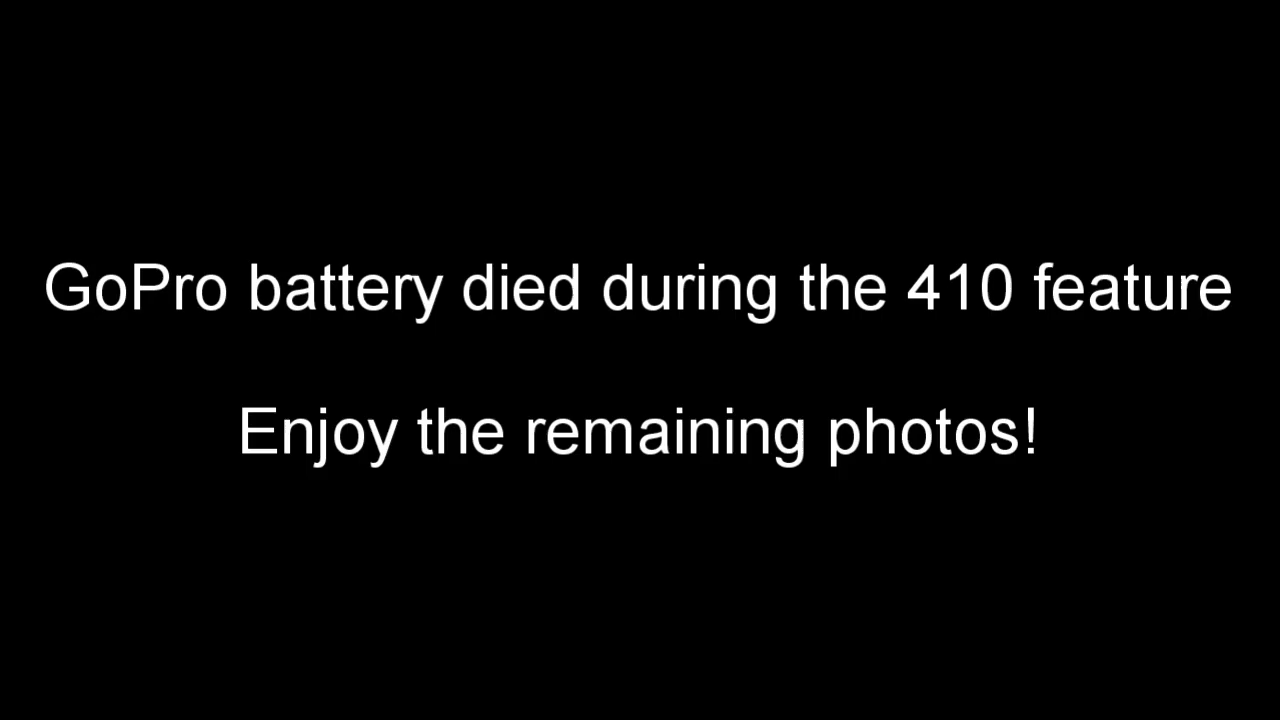 GoPro battery died during the 410 feature
Enjoy the remaining photos!